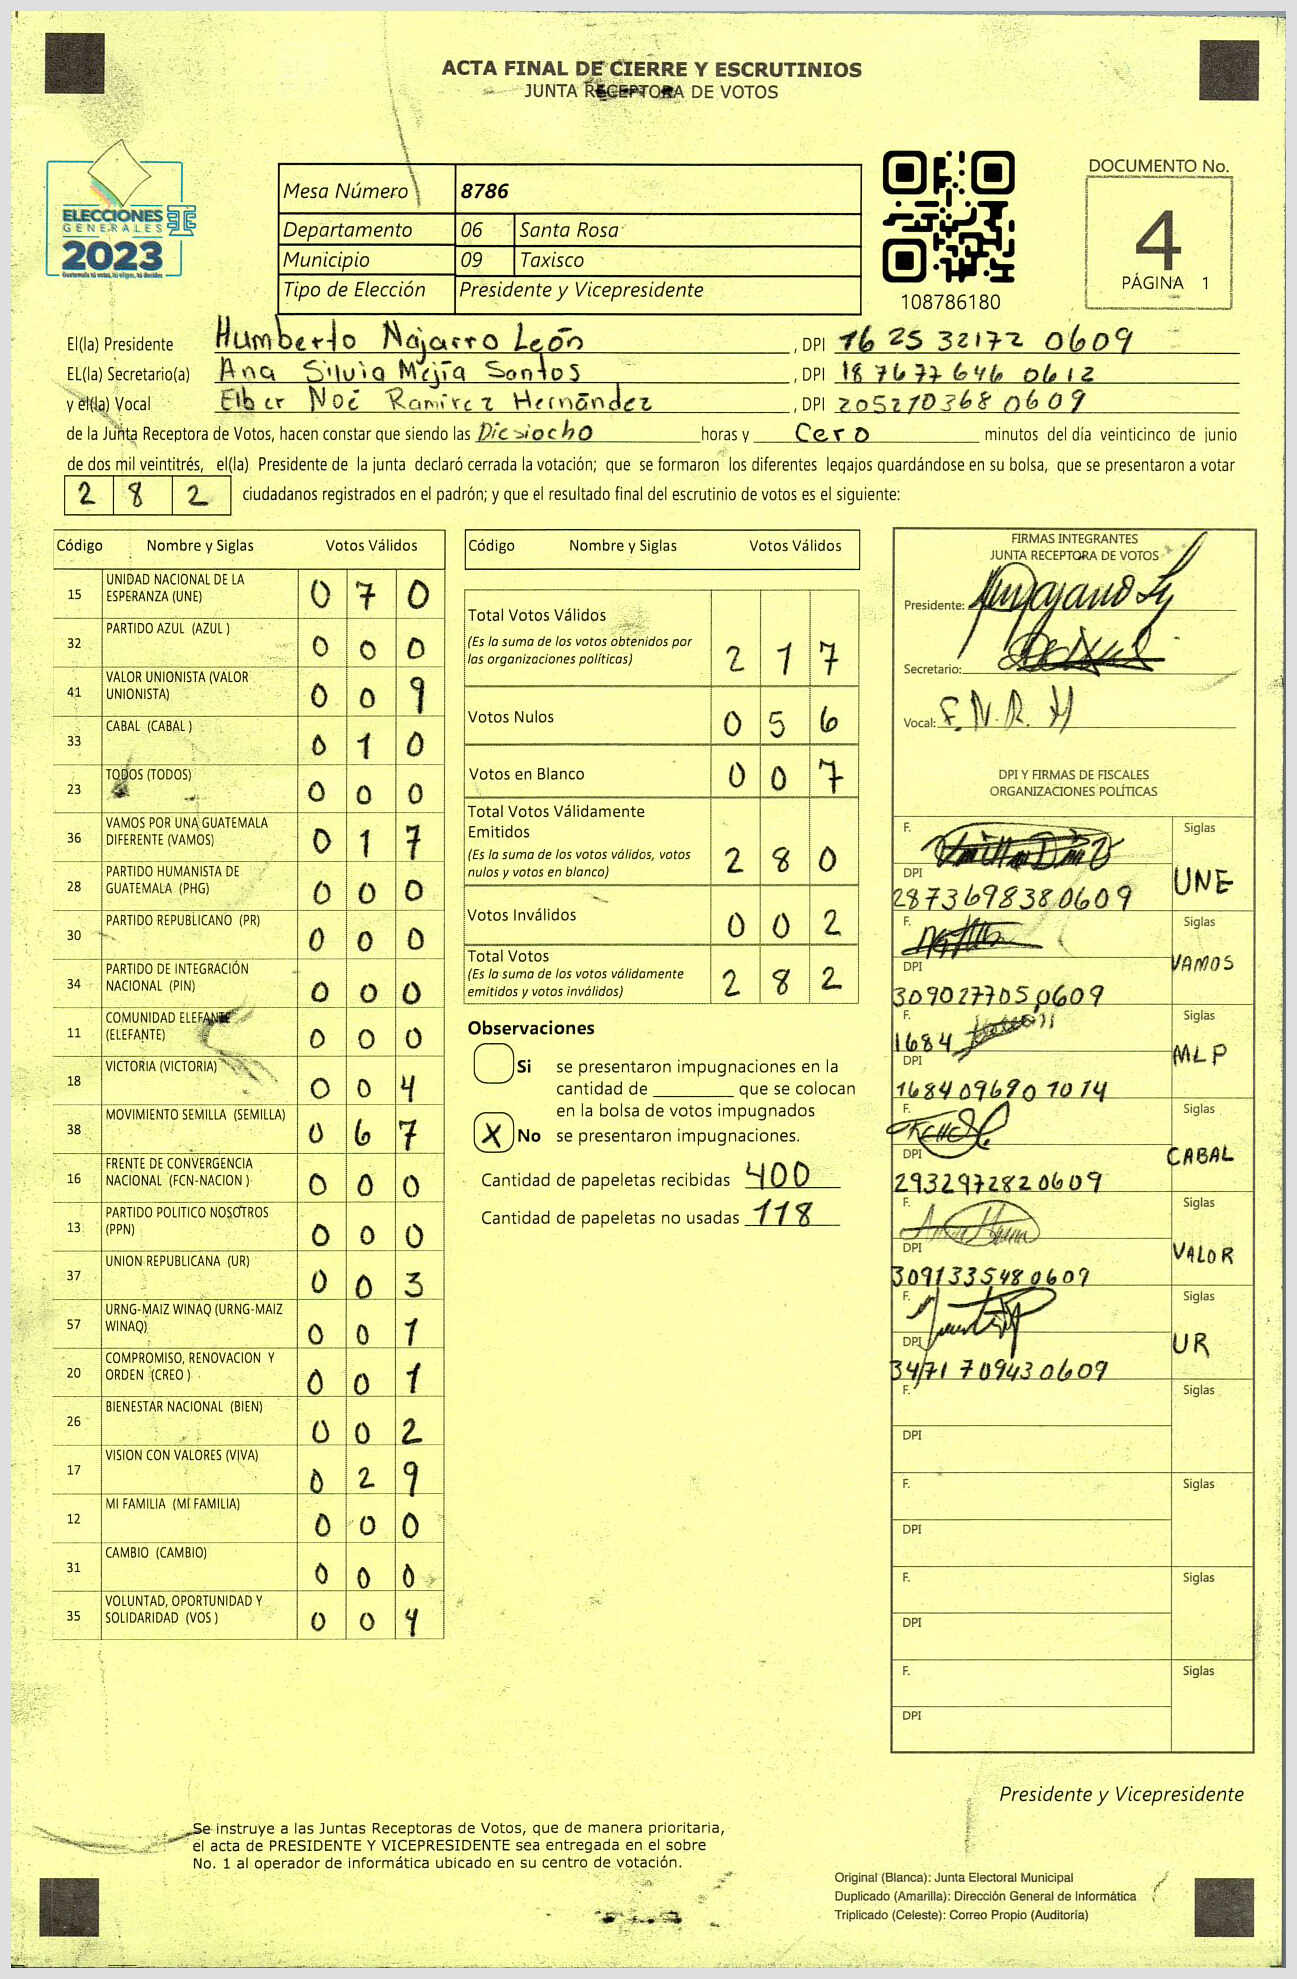 ACTA FINAL DE CIERRE Y ESCRUTINIOS
JUNTA RECEPTORA DE VOTOS
ELECCIONES
GENERALES
2023
Guatemala tú votas, tú eliges, tú decides
Mesa Número 8786
Departamento 06 Santa Rosa
Municipio 09 Taxisco
Tipo de Elección Presidente y Vicepresidente
108786180
DOCUMENTO No.
4
PÁGINA 1
El(la) Presidente Humberto Najarro León, DPI 16 25 32172 0609
EL(la) Secretario(a) Ana Silvia Mejía Santos, DPI 18 7677646 0612
y el(la) Vocal Elber Noé Ramirez Hernández, DPI 205270368 0609
de la Junta Receptora de Votos, hacen constar que siendo las Diesiocho horas y Cero minutos del día veinticinco de junio
de dos mil veintitrés, el(la) Presidente de la junta declaró cerrada la votación; que se formaron los diferentes legajos guardándose en su bolsa, que se presentaron a votar
2 8 2 ciudadanos registrados en el padrón; y que el resultado final del escrutinio de votos es el siguiente:
Código Nombre y Siglas Votos Válidos
15 UNIDAD NACIONAL DE LA ESPERANZA (UNE) 0 7 0
32 PARTIDO AZUL (AZUL ) 0 0 0
41 VALOR UNIONISTA (VALOR UNIONISTA) 0 0 9
33 CABAL (CABAL ) 0 1 0
23 TODOS (TODOS) 0 0 0
36 VAMOS POR UNA GUATEMALA DIFERENTE (VAMOS) 0 1 7
28 PARTIDO HUMANISTA DE GUATEMALA (PHG) 0 0 0
30 PARTIDO REPUBLICANO (PR) 0 0 0
34 PARTIDO DE INTEGRACIÓN NACIONAL (PIN) 0 0 0
11 COMUNIDAD ELEFANTE (ELEFANTE) 0 0 0
18 VICTORIA (VICTORIA) 0 0 4
38 MOVIMIENTO SEMILLA (SEMILLA) 0 6 7
16 FRENTE DE CONVERGENCIA NACIONAL (FCN-NACION ) 0 0 0
13 PARTIDO POLITICO NOSOTROS (PPN) 0 0 0
37 UNION REPUBLICANA (UR) 0 0 3
57 URNG-MAIZ WINAQ (URNG-MAIZ WINAQ) 0 0 1
20 COMPROMISO, RENOVACION Y ORDEN (CREO ) 0 0 1
26 BIENESTAR NACIONAL (BIEN) 0 0 2
17 VISION CON VALORES (VIVA) 0 2 9
12 MI FAMILIA (MI FAMILIA) 0 0 0
31 CAMBIO (CAMBIO) 0 0 0
35 VOLUNTAD, OPORTUNIDAD Y SOLIDARIDAD (VOS ) 0 0 4
Código Nombre y Siglas Votos Válidos
Total Votos Válidos
(Es la suma de los votos obtenidos por
las organizaciones políticas) 2 1 7
Votos Nulos 0 5 6
Votos en Blanco 0 0 7
Total Votos Válidamente
Emitidos
(Es la suma de los votos válidos, votos
nulos y votos en blanco) 2 8 0
Votos Inválidos 0 0 2
Total Votos
(Es la suma de los votos válidamente
emitidos y votos inválidos) 2 8 2
Observaciones
Si se presentaron impugnaciones en la
cantidad de ________ que se colocan
en la bolsa de votos impugnados
X No se presentaron impugnaciones.
Cantidad de papeletas recibidas 400
Cantidad de papeletas no usadas 118
FIRMAS INTEGRANTES
JUNTA RECEPTORA DE VOTOS
Presidente:
Secretario:
Vocal: E.N.R.H
DPI Y FIRMAS DE FISCALES
ORGANIZACIONES POLÍTICAS
F. Siglas
DPI UNE
2873698380609
F. Siglas
DPI VAMOS
3090277050609
F. Siglas
1684
DPI MLP
1684096901014
F. Siglas
DPI CABAL
2932972820609
F. Siglas
DPI VALOR
3091335480609
F. Siglas
DPI UR
3471709430609
F. Siglas
DPI
F. Siglas
DPI
F. Siglas
DPI
F. Siglas
DPI
Presidente y Vicepresidente
Se instruye a las Juntas Receptoras de Votos, que de manera prioritaria,
el acta de PRESIDENTE Y VICEPRESIDENTE sea entregada en el sobre
No. 1 al operador de informática ubicado en su centro de votación.
Original (Blanca): Junta Electoral Municipal
Duplicado (Amarilla): Dirección General de Informática
Triplicado (Celeste): Correo Propio (Auditoría)